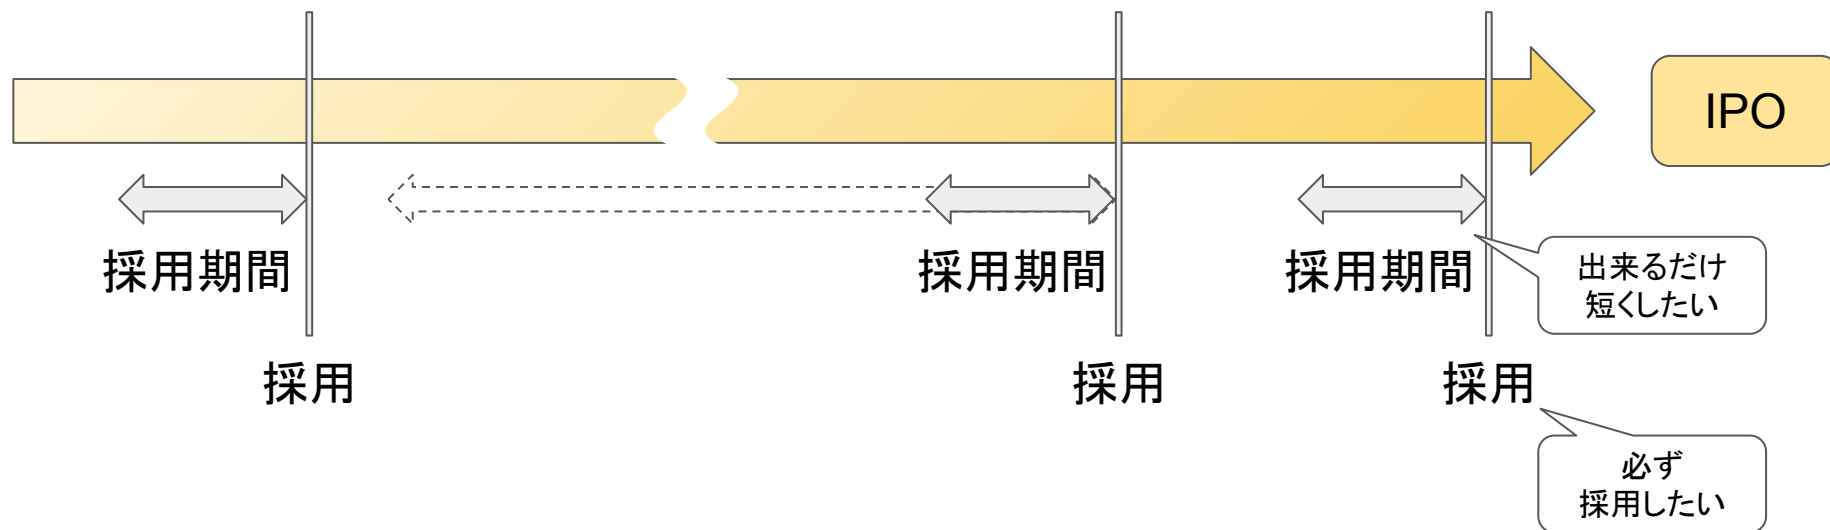 IPO
採用期間
採用期間
採用期間
出来るだけ
短くしたい
採用
採用
採用
必ず
採用したい